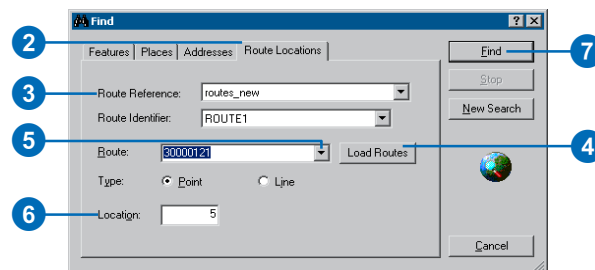 Find
2
Features Places Addresses Route Locations
Find
7
Stop
3
Route Reference: routes_new
New Search
Route Identifier: ROUTE1
5
4
Route: 30000121 Load Routes
Type: Point Line
6
Location: 5
Cancel